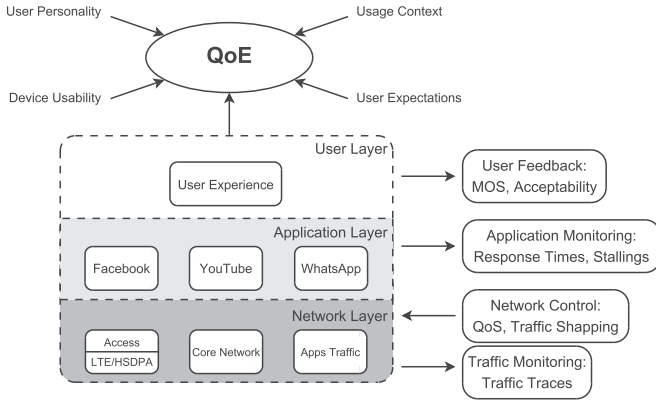 User Personality
Usage Context
QoE
Device Usability
User Expectations
User Layer
User Experience
User Feedback:
MOS, Acceptability
Application Layer
Facebook
YouTube
WhatsApp
Application Monitoring:
Response Times, Stallings
Network Layer
Access
LTE/HSDPA
Core Network
Apps Traffic
Network Control:
QoS, Traffic Shapping
Traffic Monitoring:
Traffic Traces